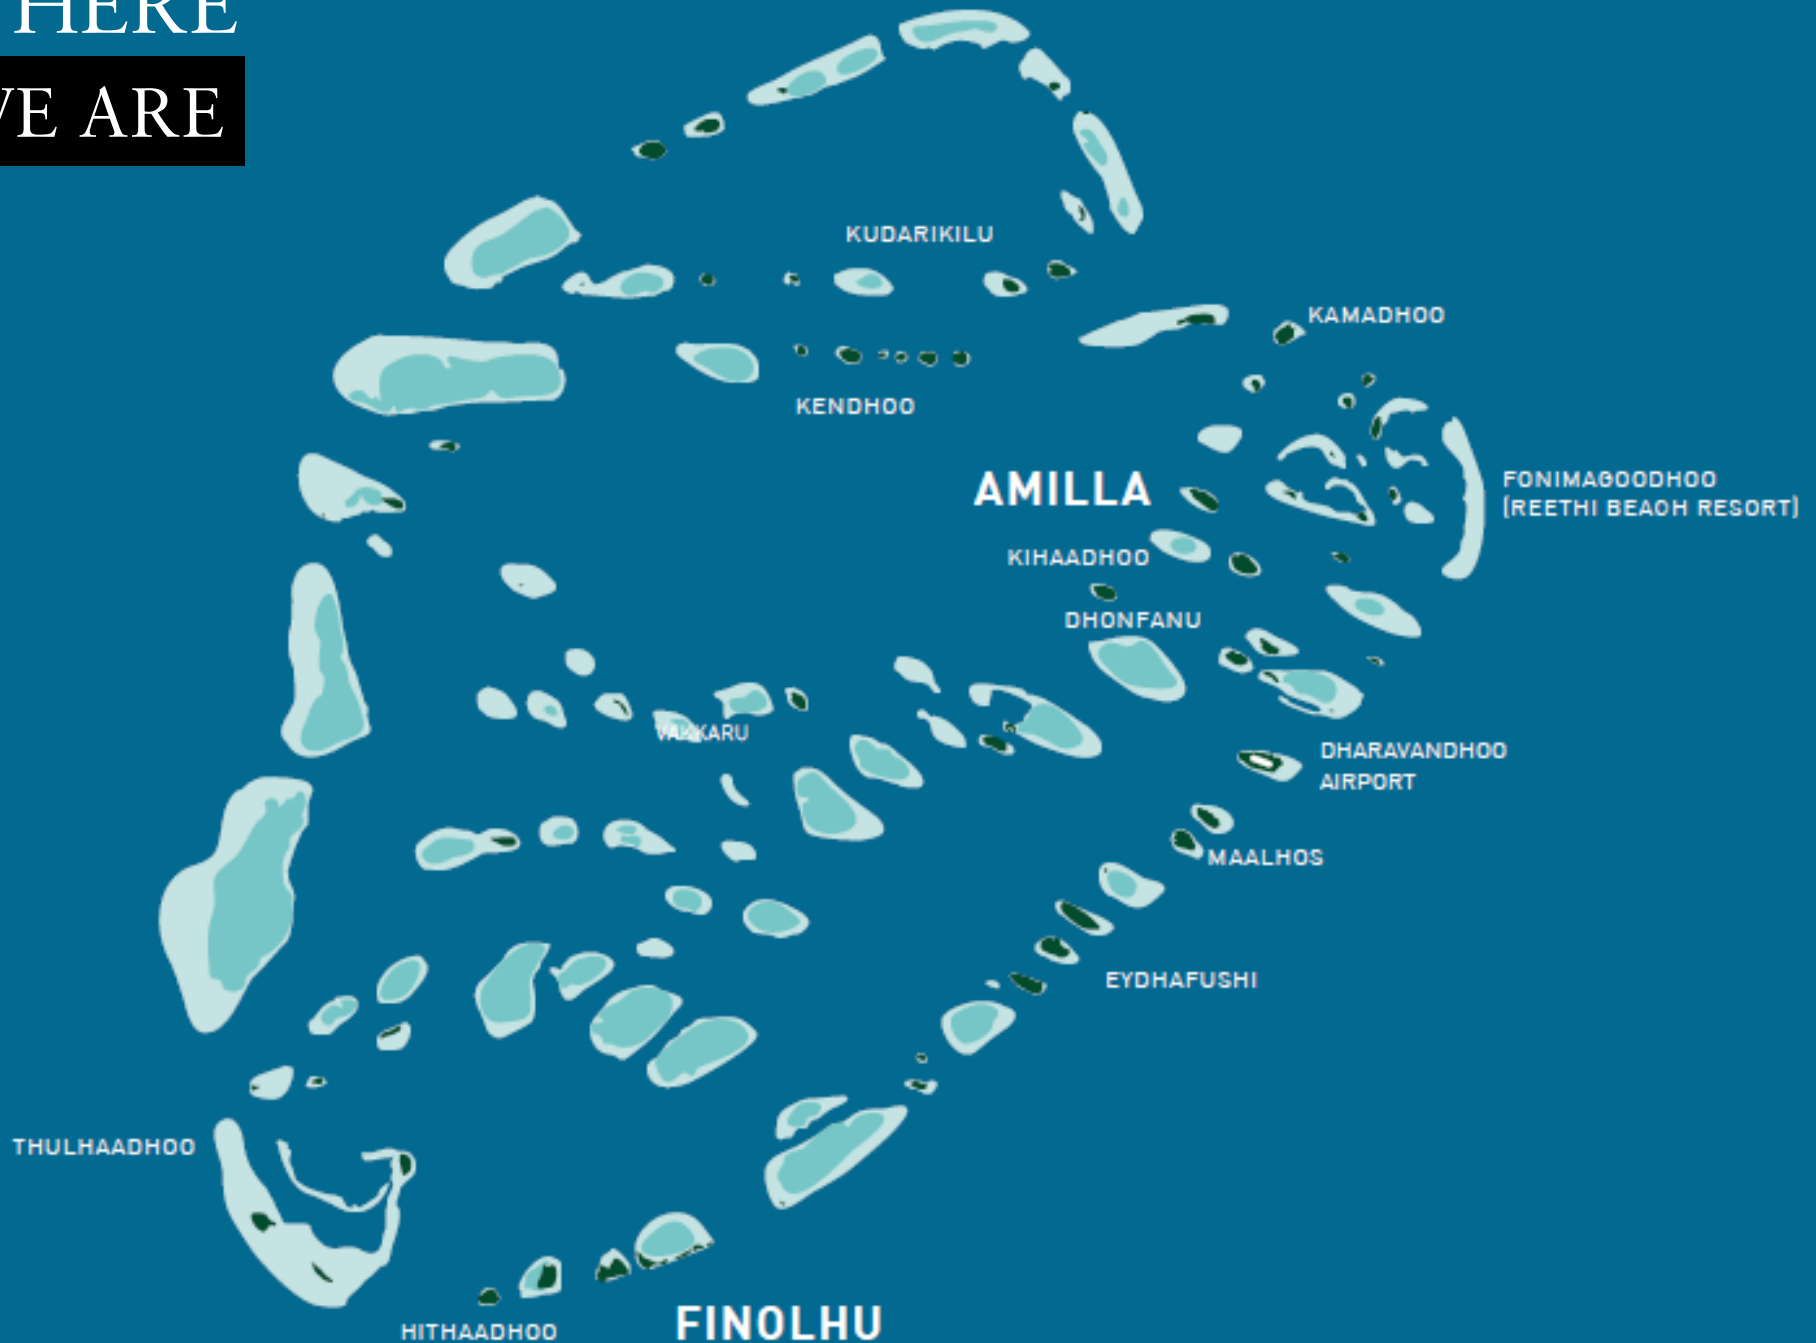 HERE
VE ARE
KUDARIKILU
KAMADHOO
KENDHOO
AMILLA
FONIMAGOODHOO
(REETHI BEACH RESORT)
KIHAADHOO
DHONFANU
VAKKARU
DHARAVANDHOO
AIRPORT
MAALHOS
EYDHAFUSHI
THULHAADHOO
HITHAADHOO
FINOLHU